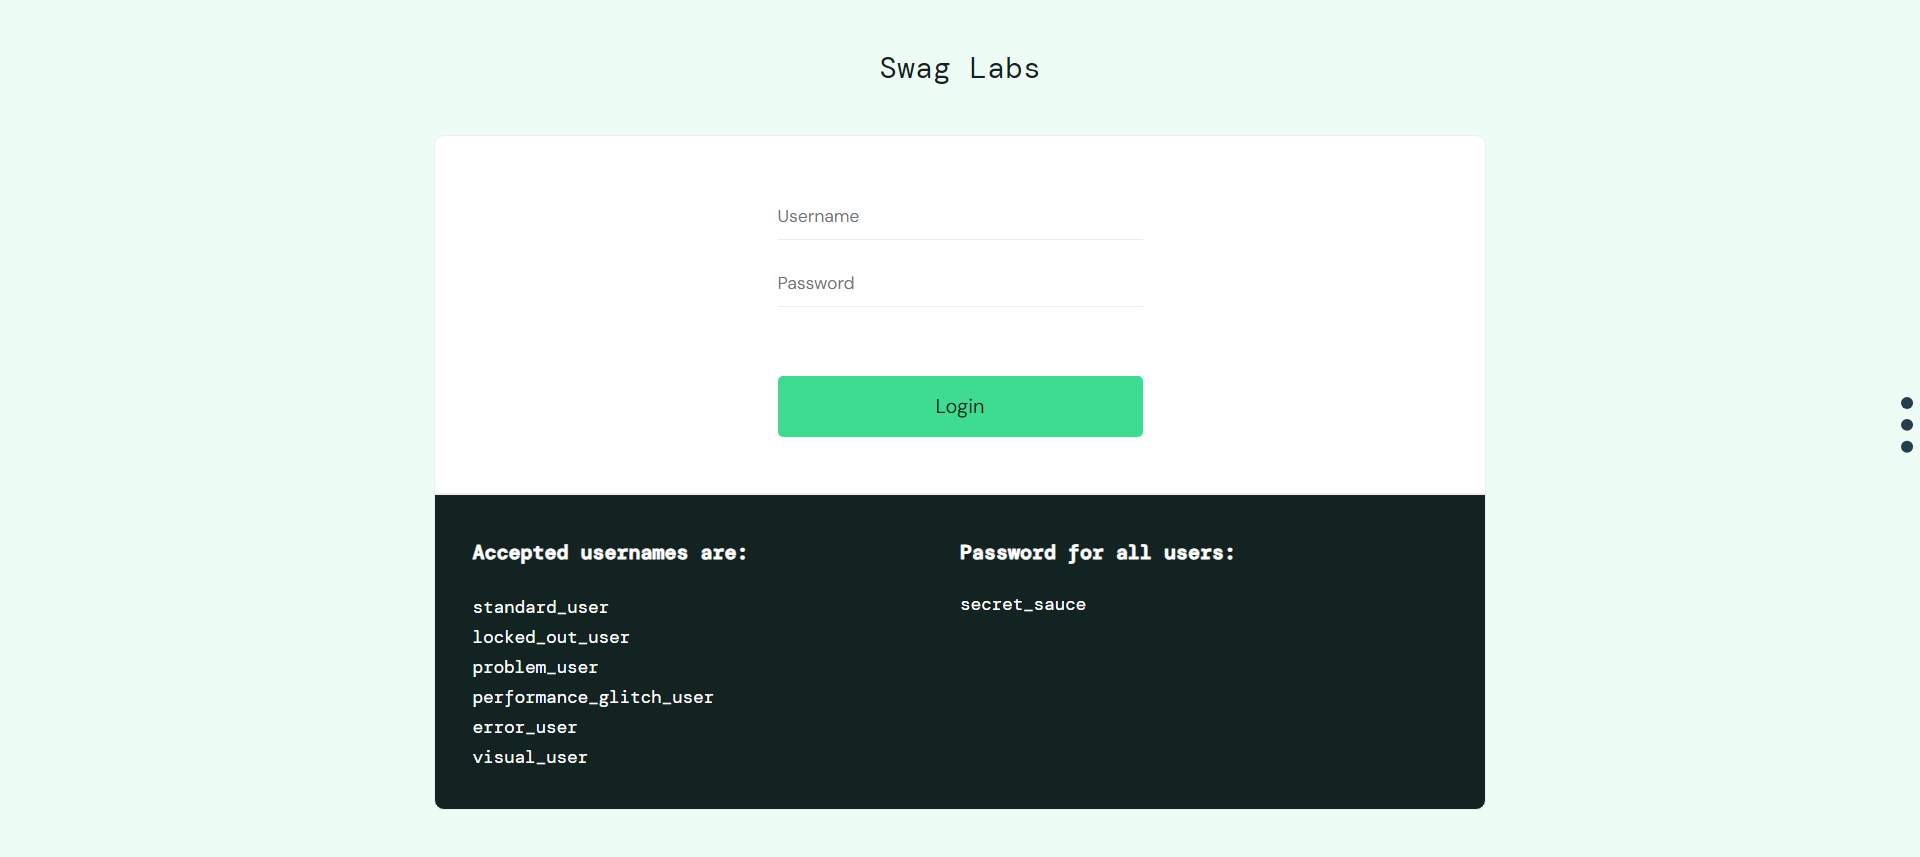 Swag Labs
Username
Password
Login
Accepted usernames are:
standard_user
locked_out_user
problem_user
performance_glitch_user
error_user
visual_user
Password for all users:
secret_sauce